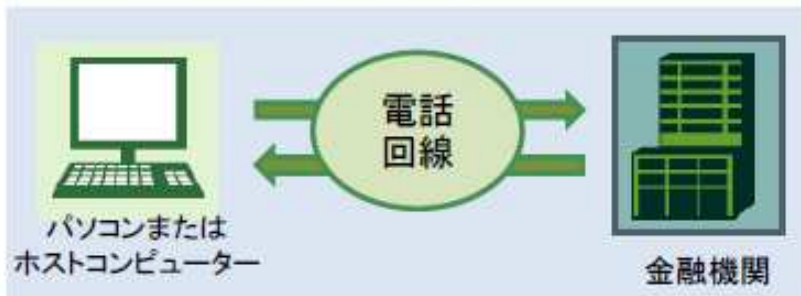 電話
回線
パソコンまたは
ホストコンピューター
金融機関